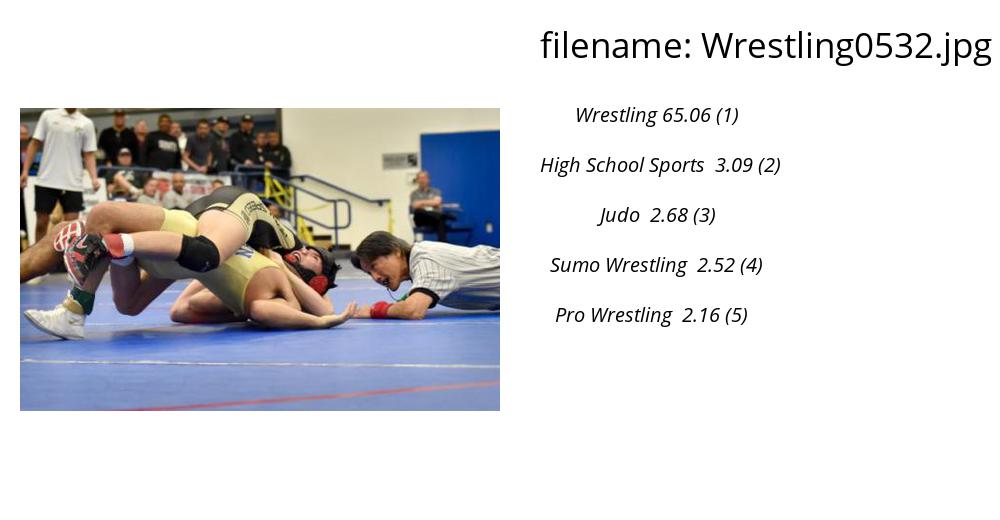 filename: Wrestling0532.jpg
Wrestling 65.06 (1)
High School Sports 3.09 (2)
Judo 2.68 (3)
Sumo Wrestling 2.52 (4)
Pro Wrestling 2.16 (5)